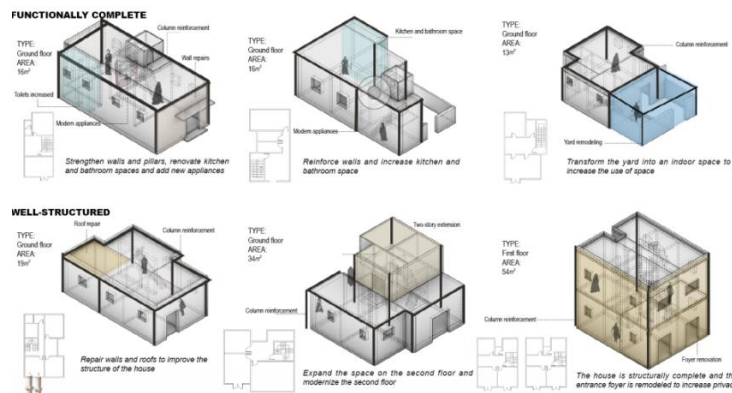 FUNCTIONALLY COMPLETE
TYPE:
Ground floor
AREA:
16m²
Column reinforcement
Wall repairs
Toilets increased
Modern appliances
Strengthen walls and pillars, renovate kitchen
and bathroom spaces and add new appliances
TYPE:
Ground floor
AREA:
16m²
Kitchen and bathroom space
Modern appliances
Reinforce walls and increase kitchen and
bathroom space
TYPE:
Ground floor
AREA:
13m²
Column reinforcement
Yard remodeling
Transform the yard into an indoor space to
increase the use of space
WELL-STRUCTURED
TYPE:
Ground floor
AREA:
19m²
Roof repair
Column reinforcement
Repair walls and roofs to improve the
structure of the house
TYPE:
Ground floor
AREA:
34m²
Two-story extension
Column reinforcement
Expand the space on the second floor and
modernize the second floor
TYPE:
First floor
AREA:
54m²
Column reinforcement
Foyer renovation
The house is structurally complete and th
entrance foyer is remodeled to increase privac